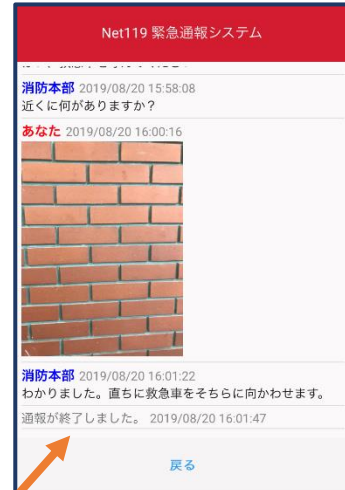 Net119 緊急通報システム
消防本部 2019/08/20 15:58:08
近くに何がありますか？
あなた 2019/08/20 16:00:16
消防本部 2019/08/20 16:01:22
わかりました。直ちに救急車をそちらに向かわせます。
通報が終了しました。 2019/08/20 16:01:47
戻る